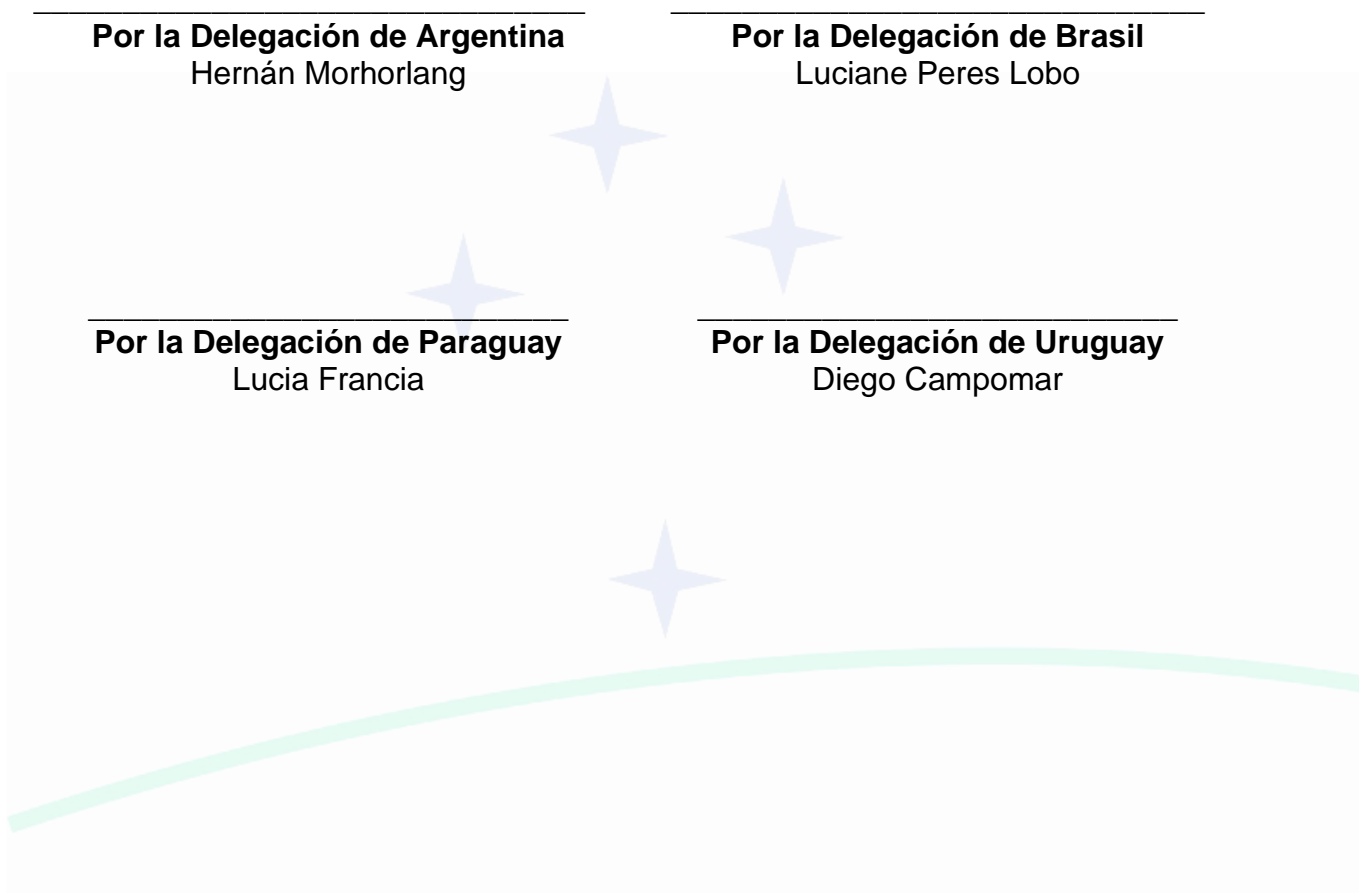 Por la Delegación de Argentina
Hernán Morhorlang
Por la Delegación de Brasil
Luciane Peres Lobo
Por la Delegación de Paraguay
Lucia Francia
Por la Delegación de Uruguay
Diego Campomar